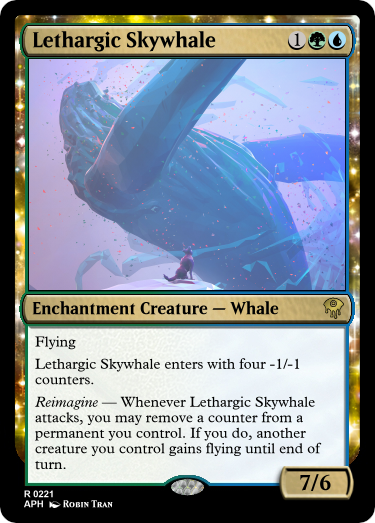 Lethargic Skywhale 1
Enchantment Creature — Whale
Flying
Lethargic Skywhale enters with four -1/-1
counters.
Reimagine — Whenever Lethargic Skywhale
attacks, you may remove a counter from a
permanent you control. If you do, another
creature you control gains flying until end of
turn.
7/6
R 0221
APH Robin Tran